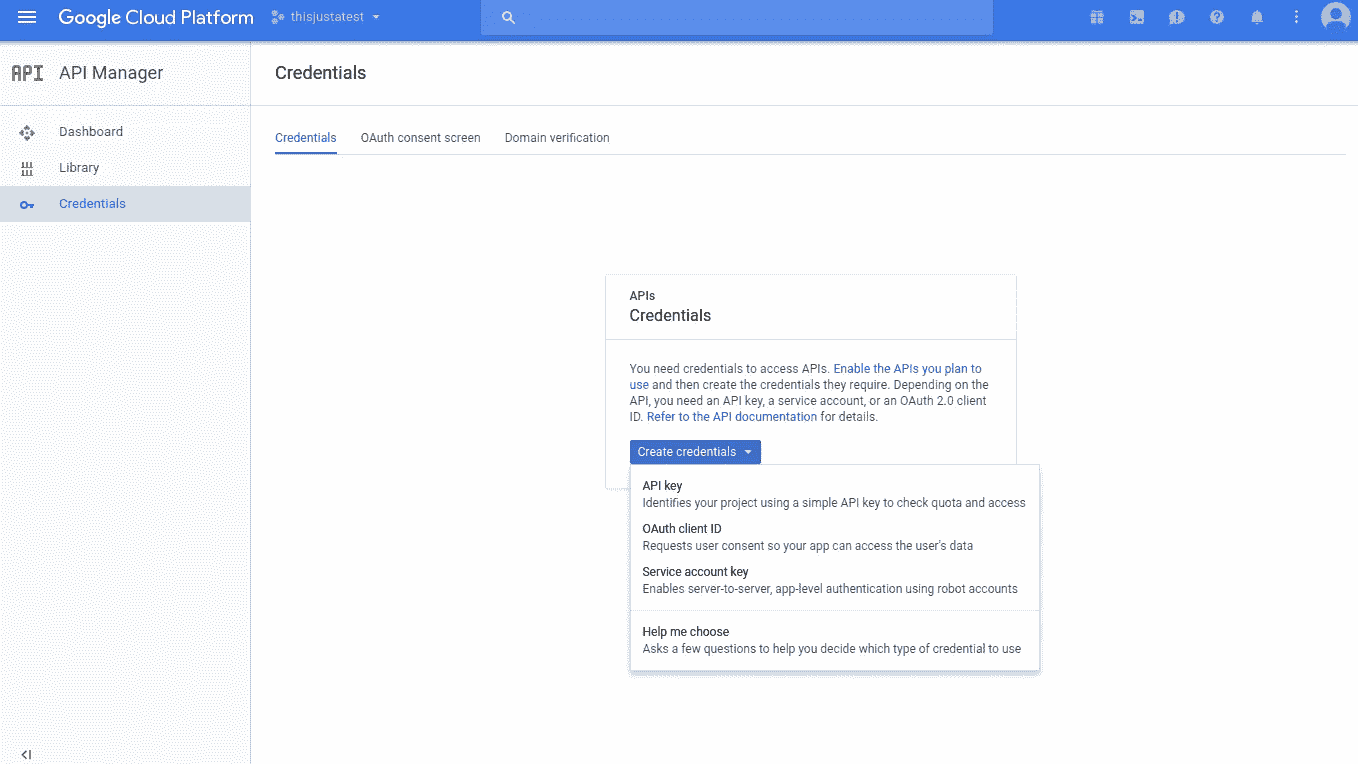 Google Cloud Platform
thisjustatest
API
API Manager
Credentials
Dashboard
Library
Credentials
Credentials
OAuth consent screen
Domain verification
APIs
Credentials
You need credentials to access APIs. Enable the APIs you plan to
use and then create the credentials they require. Depending on the
API, you need an API key, a service account, or an OAuth 2.0 client
ID. Refer to the API documentation for details.
Create credentials
API key
Identifies your project using a simple API key to check quota and access
OAuth client ID
Requests user consent so your app can access the user's data
Service account key
Enables server-to-server, app-level authentication using robot accounts
Help me choose
Asks a few questions to help you decide which type of credential to use